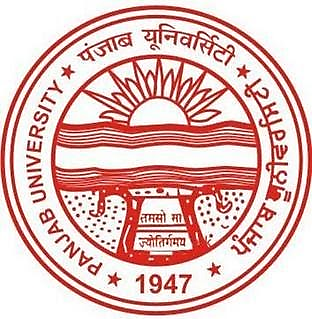 पंजाब यूनिवर्सिटी
PANJAB UNIVERSITY
ਪੰਜਾਬ ਯੂਨੀਵਰਸਿਟੀ
तमसो मा
ज्योतिर्गमय
1947